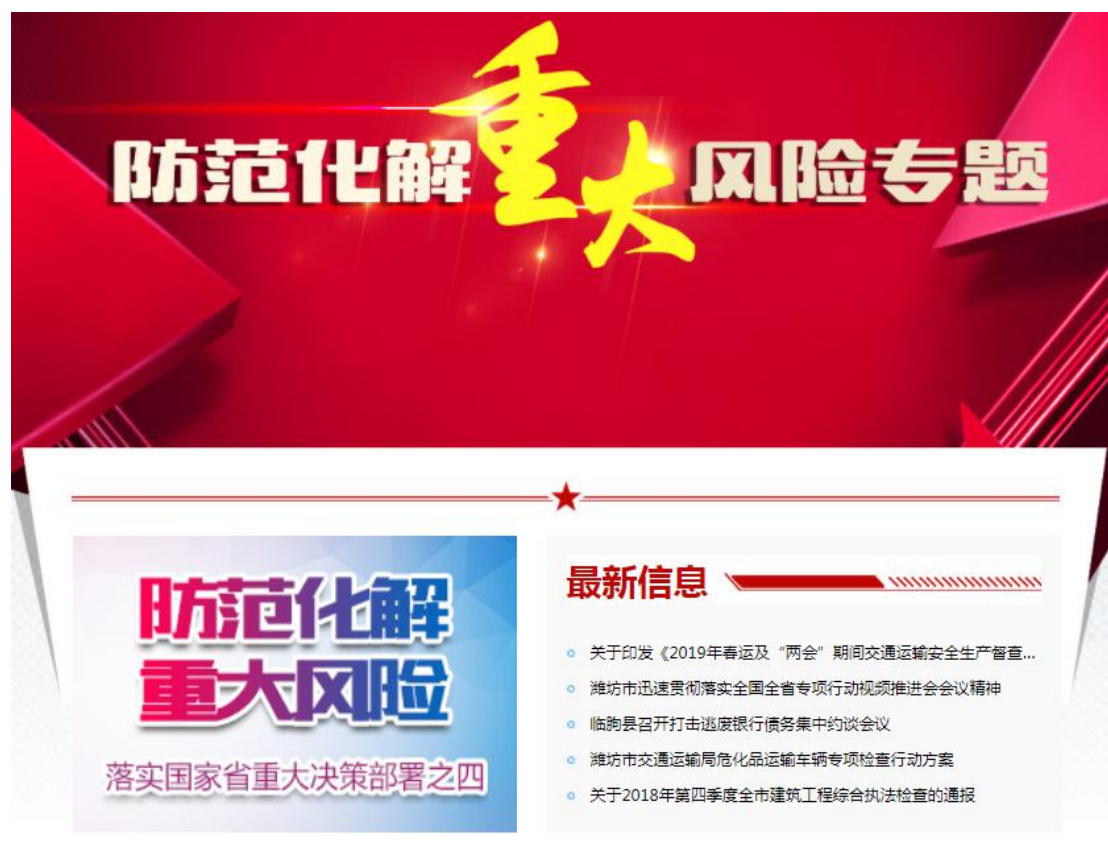 防范化解重大风险专题
防范化解
重大风险
落实国家省重大决策部署之四
最新信息
关于印发《2019年春运及“两会”期间交通运输安全生产督查...
潍坊市迅速贯彻落实全国全省专项行动视频推进会会议精神
临朐县召开打击逃废银行债务集中约谈会议
潍坊市交通运输局危化品运输车辆专项检查行动方案
关于2018年第四季度全市建筑工程综合执法检查的通报